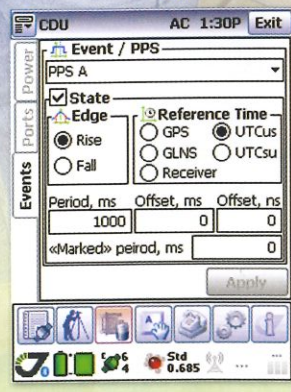 CDU AC 1:30P Exit
Power
Ports
Events
Event / PPS
PPS A
State
Edge
Rise
Fall
Reference Time
GPS UTCus
GLNS UTCsu
Receiver
Period, ms Offset, ms Offset, ns
1000 0 0
«Marked» peirod, ms 0
Apply
0 6 Std ...
4 0.685